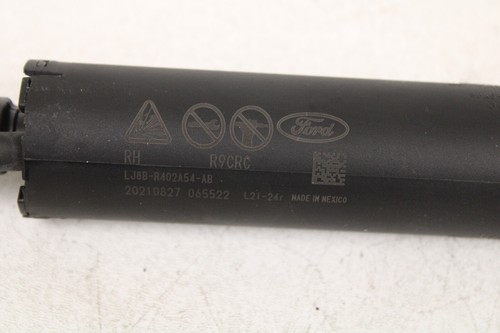 Ford
RH R9CRC
LJ8B-R402A54-AB
20210827 065522 L21-24r MADE IN MEXICO